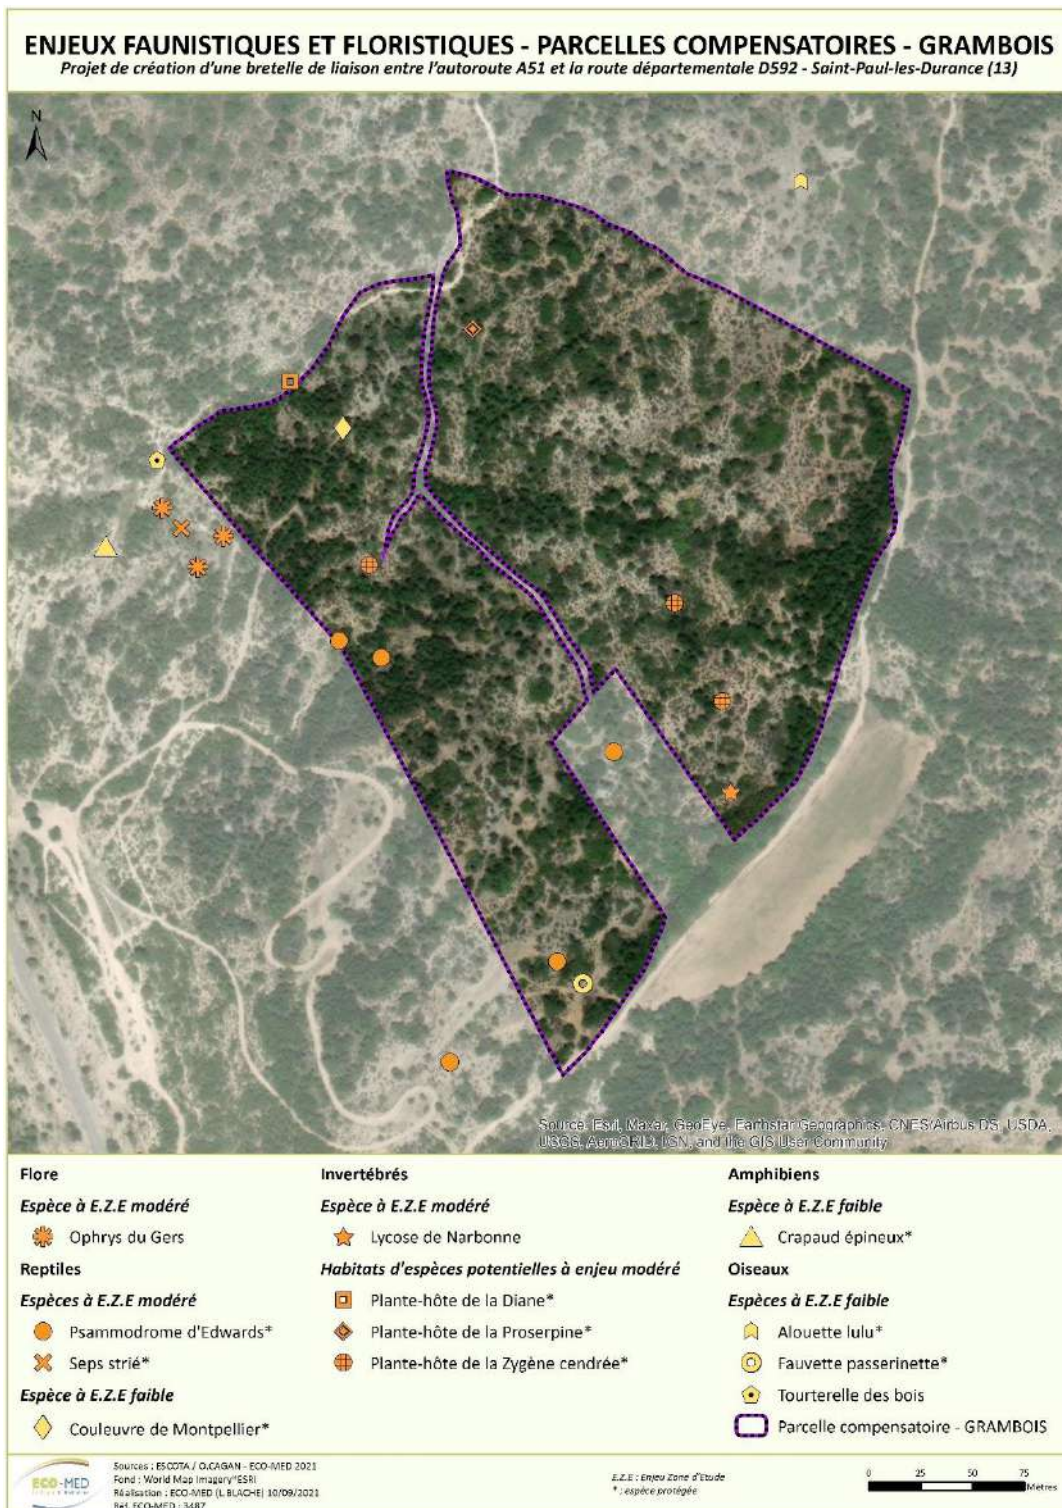 ENJEUX FAUNISTIQUES ET FLORISTIQUES - PARCELLES COMPENSATOIRES - GRAMBOIS
Projet de création d'une bretelle de liaison entre l'autoroute A51 et la route départementale D592 - Saint-Paul-les-Durance (13)
N
Source: Esri, Maxar, GeoEye, Earthstar Geographics, CNES/Airbus DS, USDA,
USGS, AeroGRID, IGN, and the GIS User Community
Flore
Espèce à E.Z.E modéré
Ophrys du Gers
Reptiles
Espèces à E.Z.E modéré
Psammodrome d'Edwards*
Seps strié*
Espèce à E.Z.E faible
Couleuvre de Montpellier*
Invertébrés
Espèce à E.Z.E modéré
Lycose de Narbonne
Habitats d'espèces potentielles à enjeu modéré
Plante-hôte de la Diane*
Plante-hôte de la Proserpine*
Plante-hôte de la Zygène cendrée*
Amphibiens
Espèce à E.Z.E faible
Crapaud épineux*
Oiseaux
Espèces à E.Z.E faible
Alouette lulu*
Fauvette passerinette*
Tourterelle des bois
Parcelle compensatoire - GRAMBOIS
ECO-MED
Sources : ESCOTA / O.CAGAN - ECO-MED 2021
Fond : World Map Imagery°ESRI
Réalisation : ECO-MED (L.BLACHE) 10/09/2021
Réf. ECO-MED : 3487
E.Z.E : Enjeu Zone d'Etude
* : espèce protégée
0 25 50 75
Mètres